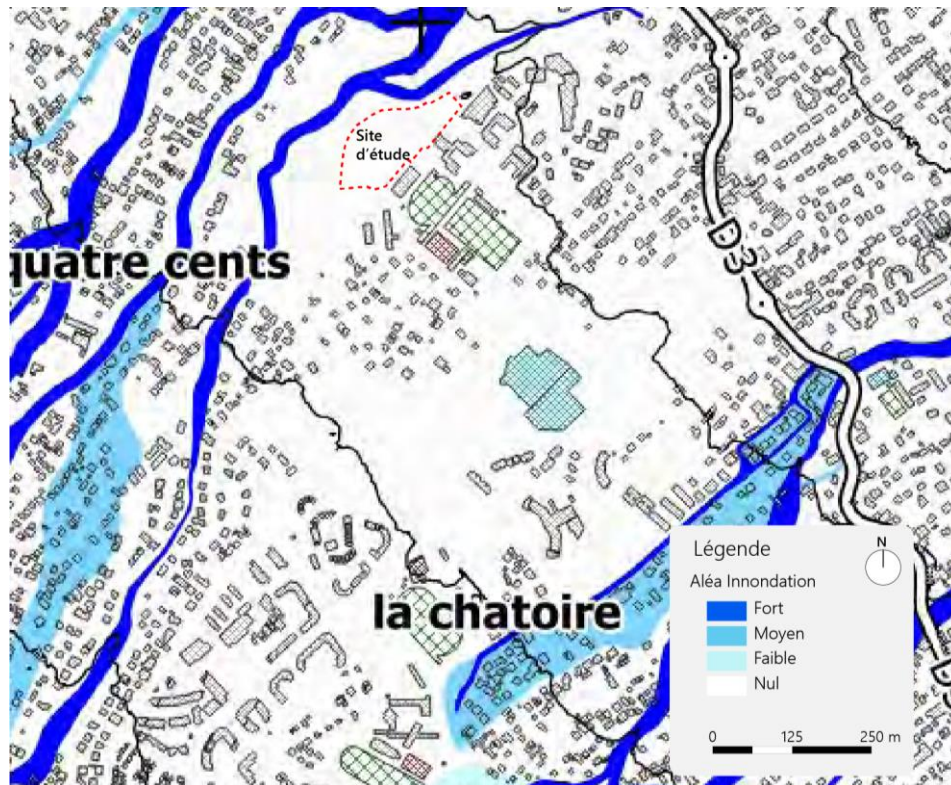 Site
d'étude
D3
quatre cents
la chatoire
Légende
N
Aléa Innondation
Fort
Moyen
Faible
Nul
0 125 250 m